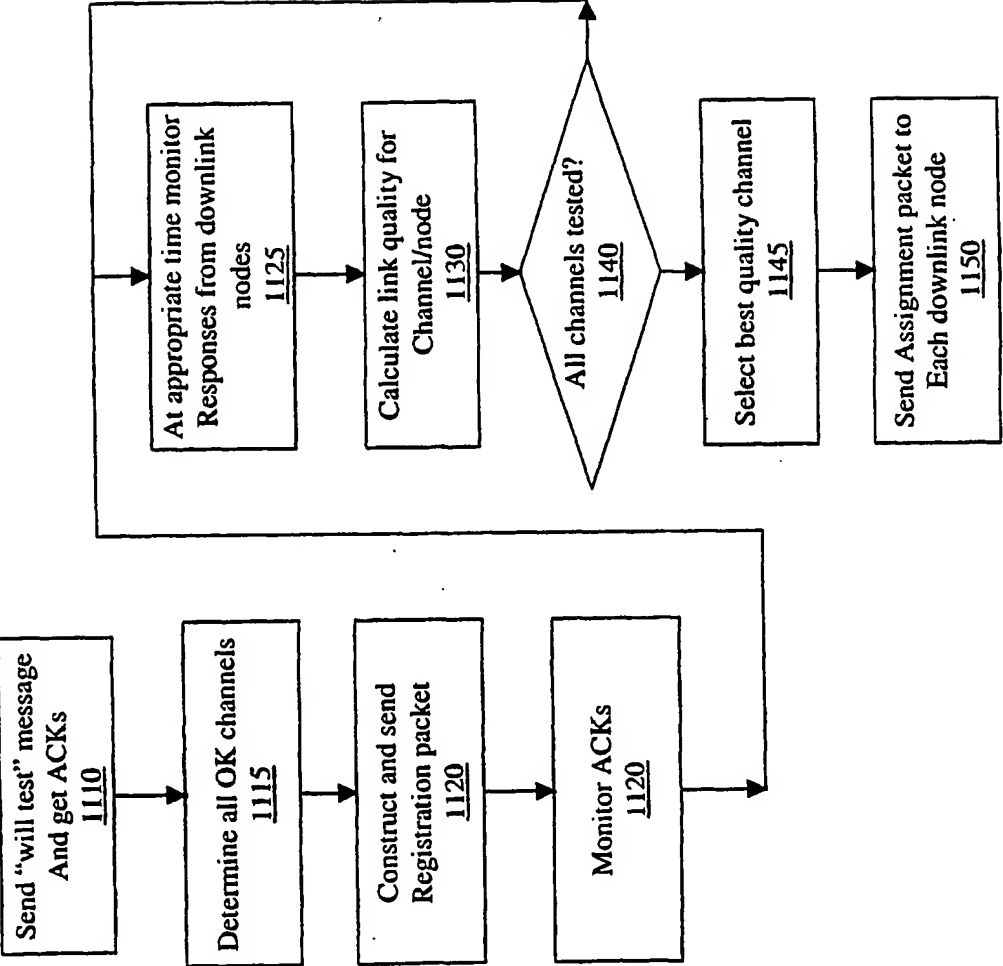 Send “will test” message
And get ACKs
1110
Determine all OK channels
1115
Construct and send
Registration packet
1120
Monitor ACKs
1120
At appropriate time monitor
Responses from downlink
nodes
1125
Calculate link quality for
Channel/node
1130
All channels tested?
1140
Select best quality channel
1145
Send Assignment packet to
Each downlink node
1150